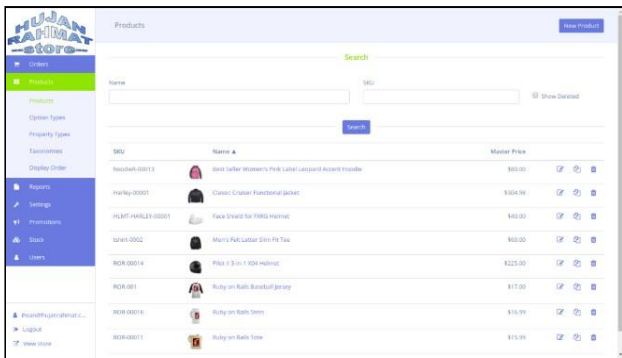 HUJAN
RAHMAT
store
Orders
Products
Products
Option Types
Property Types
Taxonomies
Display Order
Reports
Settings
Promotions
Stock
Users
Logout
View store
Products
New Product
Search
Name
SKU
Show Deleted
Search
SKU Name ▲ Master Price
hoodieR-00013 Best Seller Women's Pink Label Leopard Accent Hoodie $60.00
Harley-00001 Classic Cruiser Functional Jacket $304.99
HLMT-HARLEY-00001 Face Shield for FXRG Helmet $40.00
tshirt-0002 Men's Felt Letter Slim Fit Tee $60.00
ROR-00014 Pilot II 3-in-1 X04 Helmet $225.00
ROR-001 Ruby on Rails Baseball Jersey $17.00
ROR-00016 Ruby on Rails Stein $16.99
ROR-00011 Ruby on Rails Tote $15.99